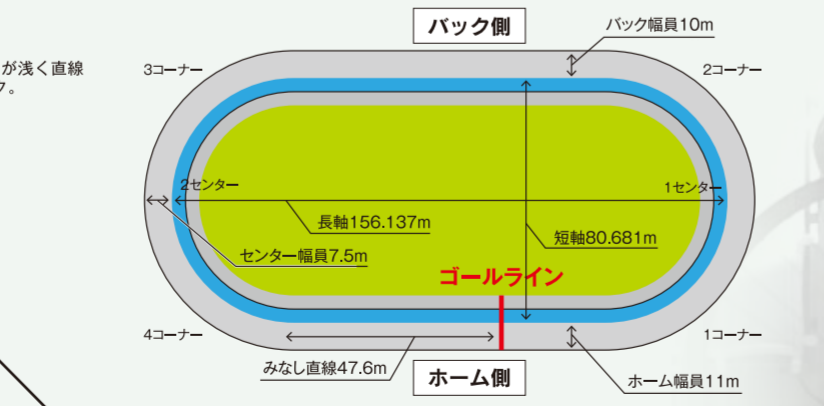 バック側
バック幅員10m
が浅く直線
3コーナー
2コーナー
2センター
1センター
長軸156.137m
短軸80.681m
センター幅員7.5m
ゴールライン
4コーナー
1コーナー
みなし直線47.6m
ホーム側
ホーム幅員11m